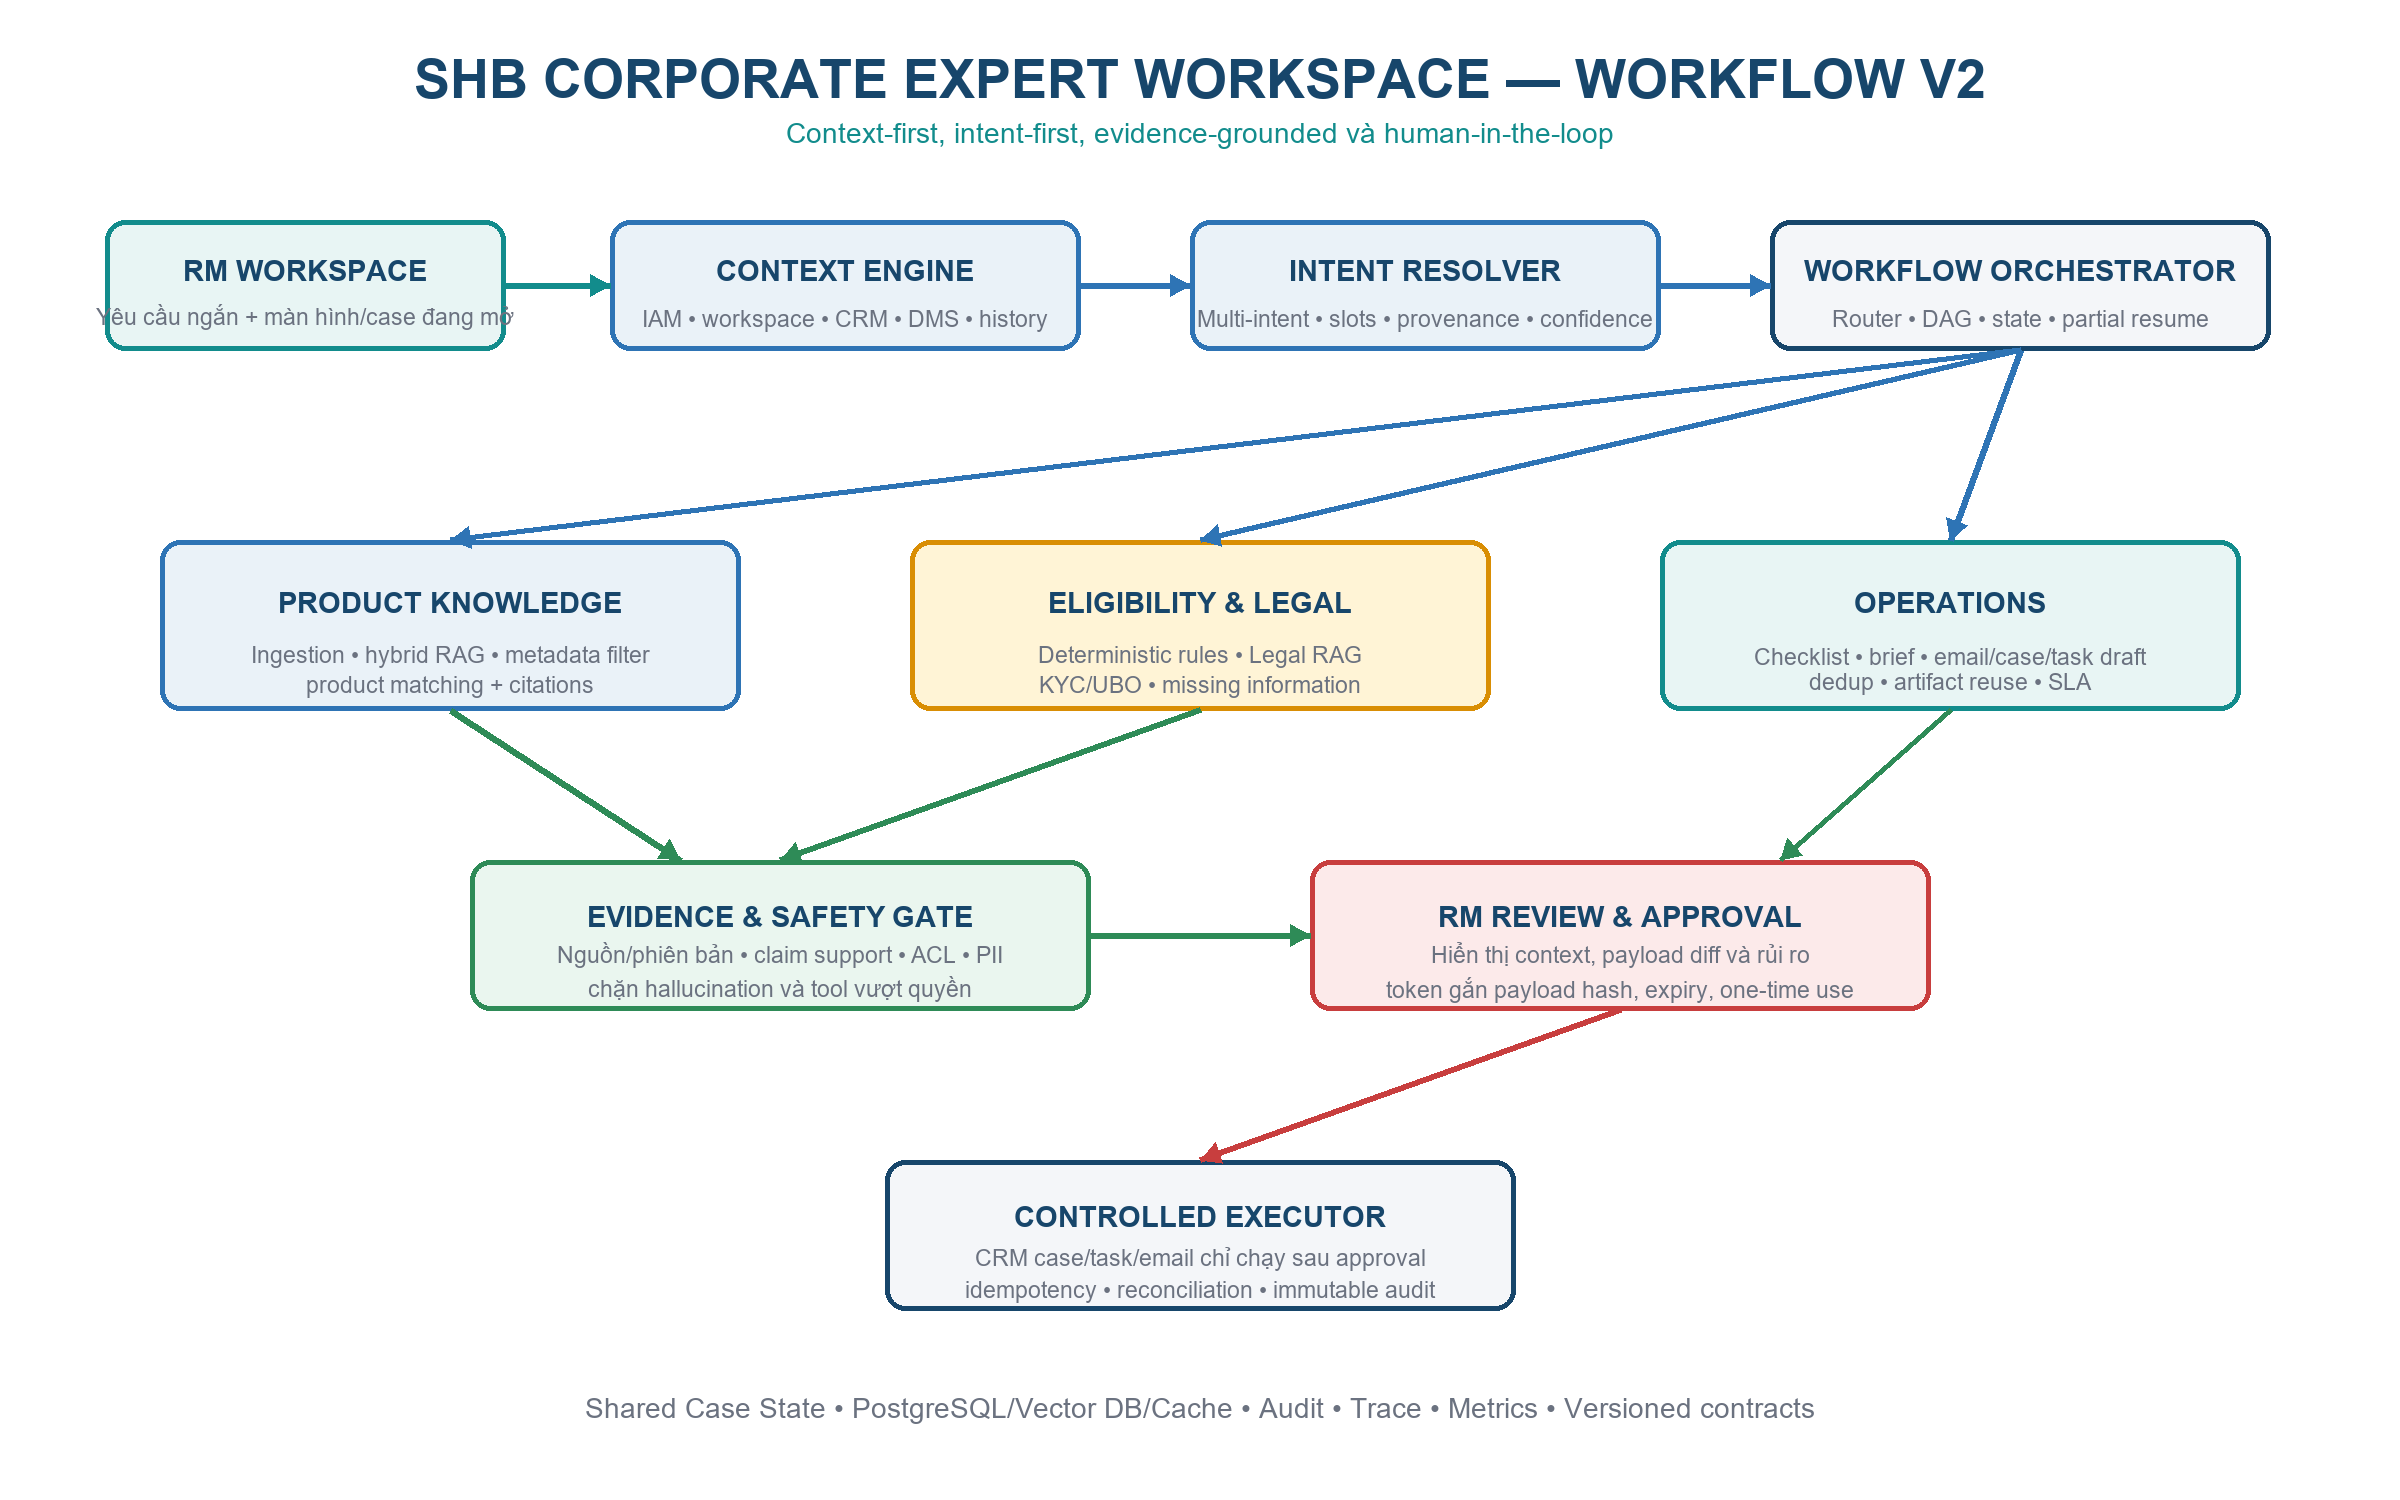 SHB CORPORATE EXPERT WORKSPACE — WORKFLOW V2
Context-first, intent-first, evidence-grounded và human-in-the-loop
RM WORKSPACE
Yêu cầu ngắn + màn hình/case đang mở
CONTEXT ENGINE
IAM • workspace • CRM • DMS • history
INTENT RESOLVER
Multi-intent • slots • provenance • confidence
WORKFLOW ORCHESTRATOR
Router • DAG • state • partial resume
PRODUCT KNOWLEDGE
Ingestion • hybrid RAG • metadata filter
product matching + citations
ELIGIBILITY & LEGAL
Deterministic rules • Legal RAG
KYC/UBO • missing information
OPERATIONS
Checklist • brief • email/case/task draft
dedup • artifact reuse • SLA
EVIDENCE & SAFETY GATE
Nguồn/phiên bản • claim support • ACL • PII
chặn hallucination và tool vượt quyền
RM REVIEW & APPROVAL
Hiển thị context, payload diff và rủi ro
token gắn payload hash, expiry, one-time use
CONTROLLED EXECUTOR
CRM case/task/email chỉ chạy sau approval
idempotency • reconciliation • immutable audit
Shared Case State • PostgreSQL/Vector DB/Cache • Audit • Trace • Metrics • Versioned contracts